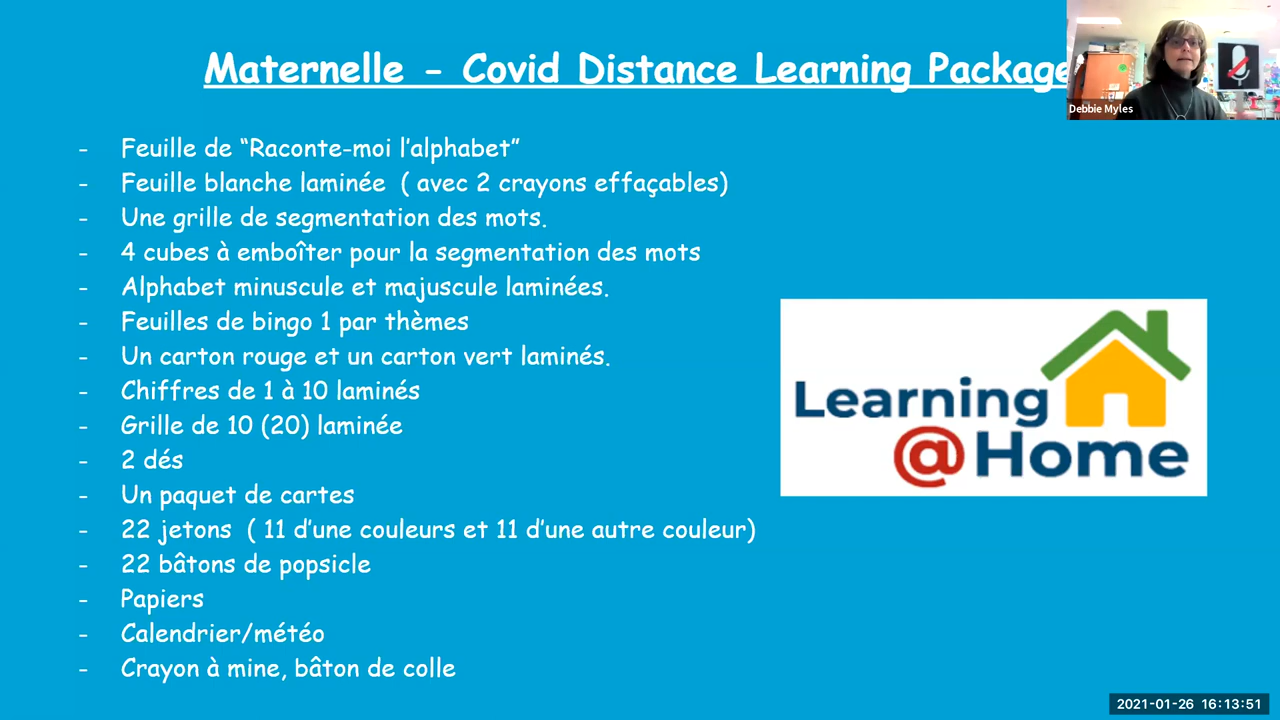 Maternelle - Covid Distance Learning Package
Debbie Myles
- Feuille de “Raconte-moi l’alphabet”
- Feuille blanche laminée ( avec 2 crayons effaçables)
- Une grille de segmentation des mots.
- 4 cubes à emboîter pour la segmentation des mots
- Alphabet minuscule et majuscule laminées.
- Feuilles de bingo 1 par thèmes
- Un carton rouge et un carton vert laminés.
- Chiffres de 1 à 10 laminés
- Grille de 10 (20) laminée
- 2 dés
- Un paquet de cartes
- 22 jetons ( 11 d’une couleurs et 11 d’une autre couleur)
- 22 bâtons de popsicle
- Papiers
- Calendrier/météo
- Crayon à mine, bâton de colle
Learning
@Home
2021-01-26 16:13:51